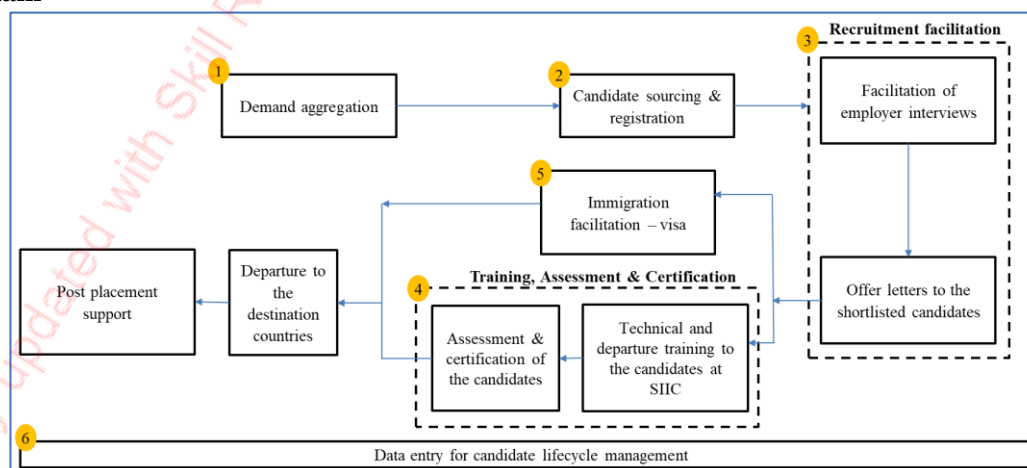 Recruitment facilitation
3
1
Demand aggregation
2
Candidate sourcing &
registration
Facilitation of
employer interviews
Offer letters to the
shortlisted candidates
5
Immigration
facilitation – visa
Training, Assessment & Certification
4
Technical and
departure training to
the candidates at
SIIC
Assessment &
certification of
the candidates
Departure to
the
destination
countries
Post placement
support
6
Data entry for candidate lifecycle management
updated with Skill